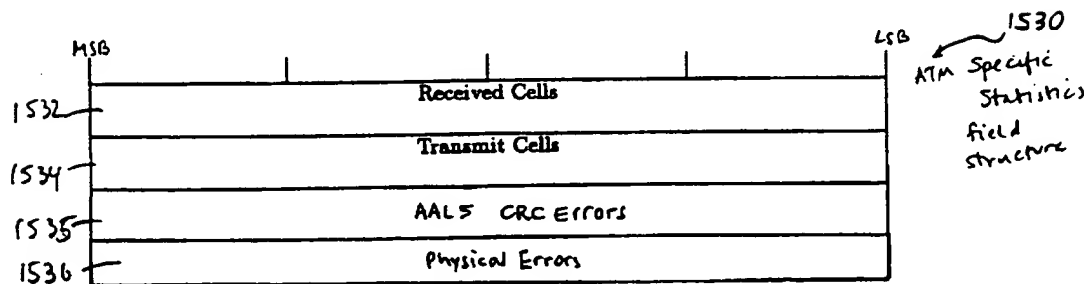 1530
MSB
LSB
ATM Specific
Statistics
field
structure
1532
Received Cells
1534
Transmit Cells
1535
AAL5 CRC Errors
1536
Physical Errors